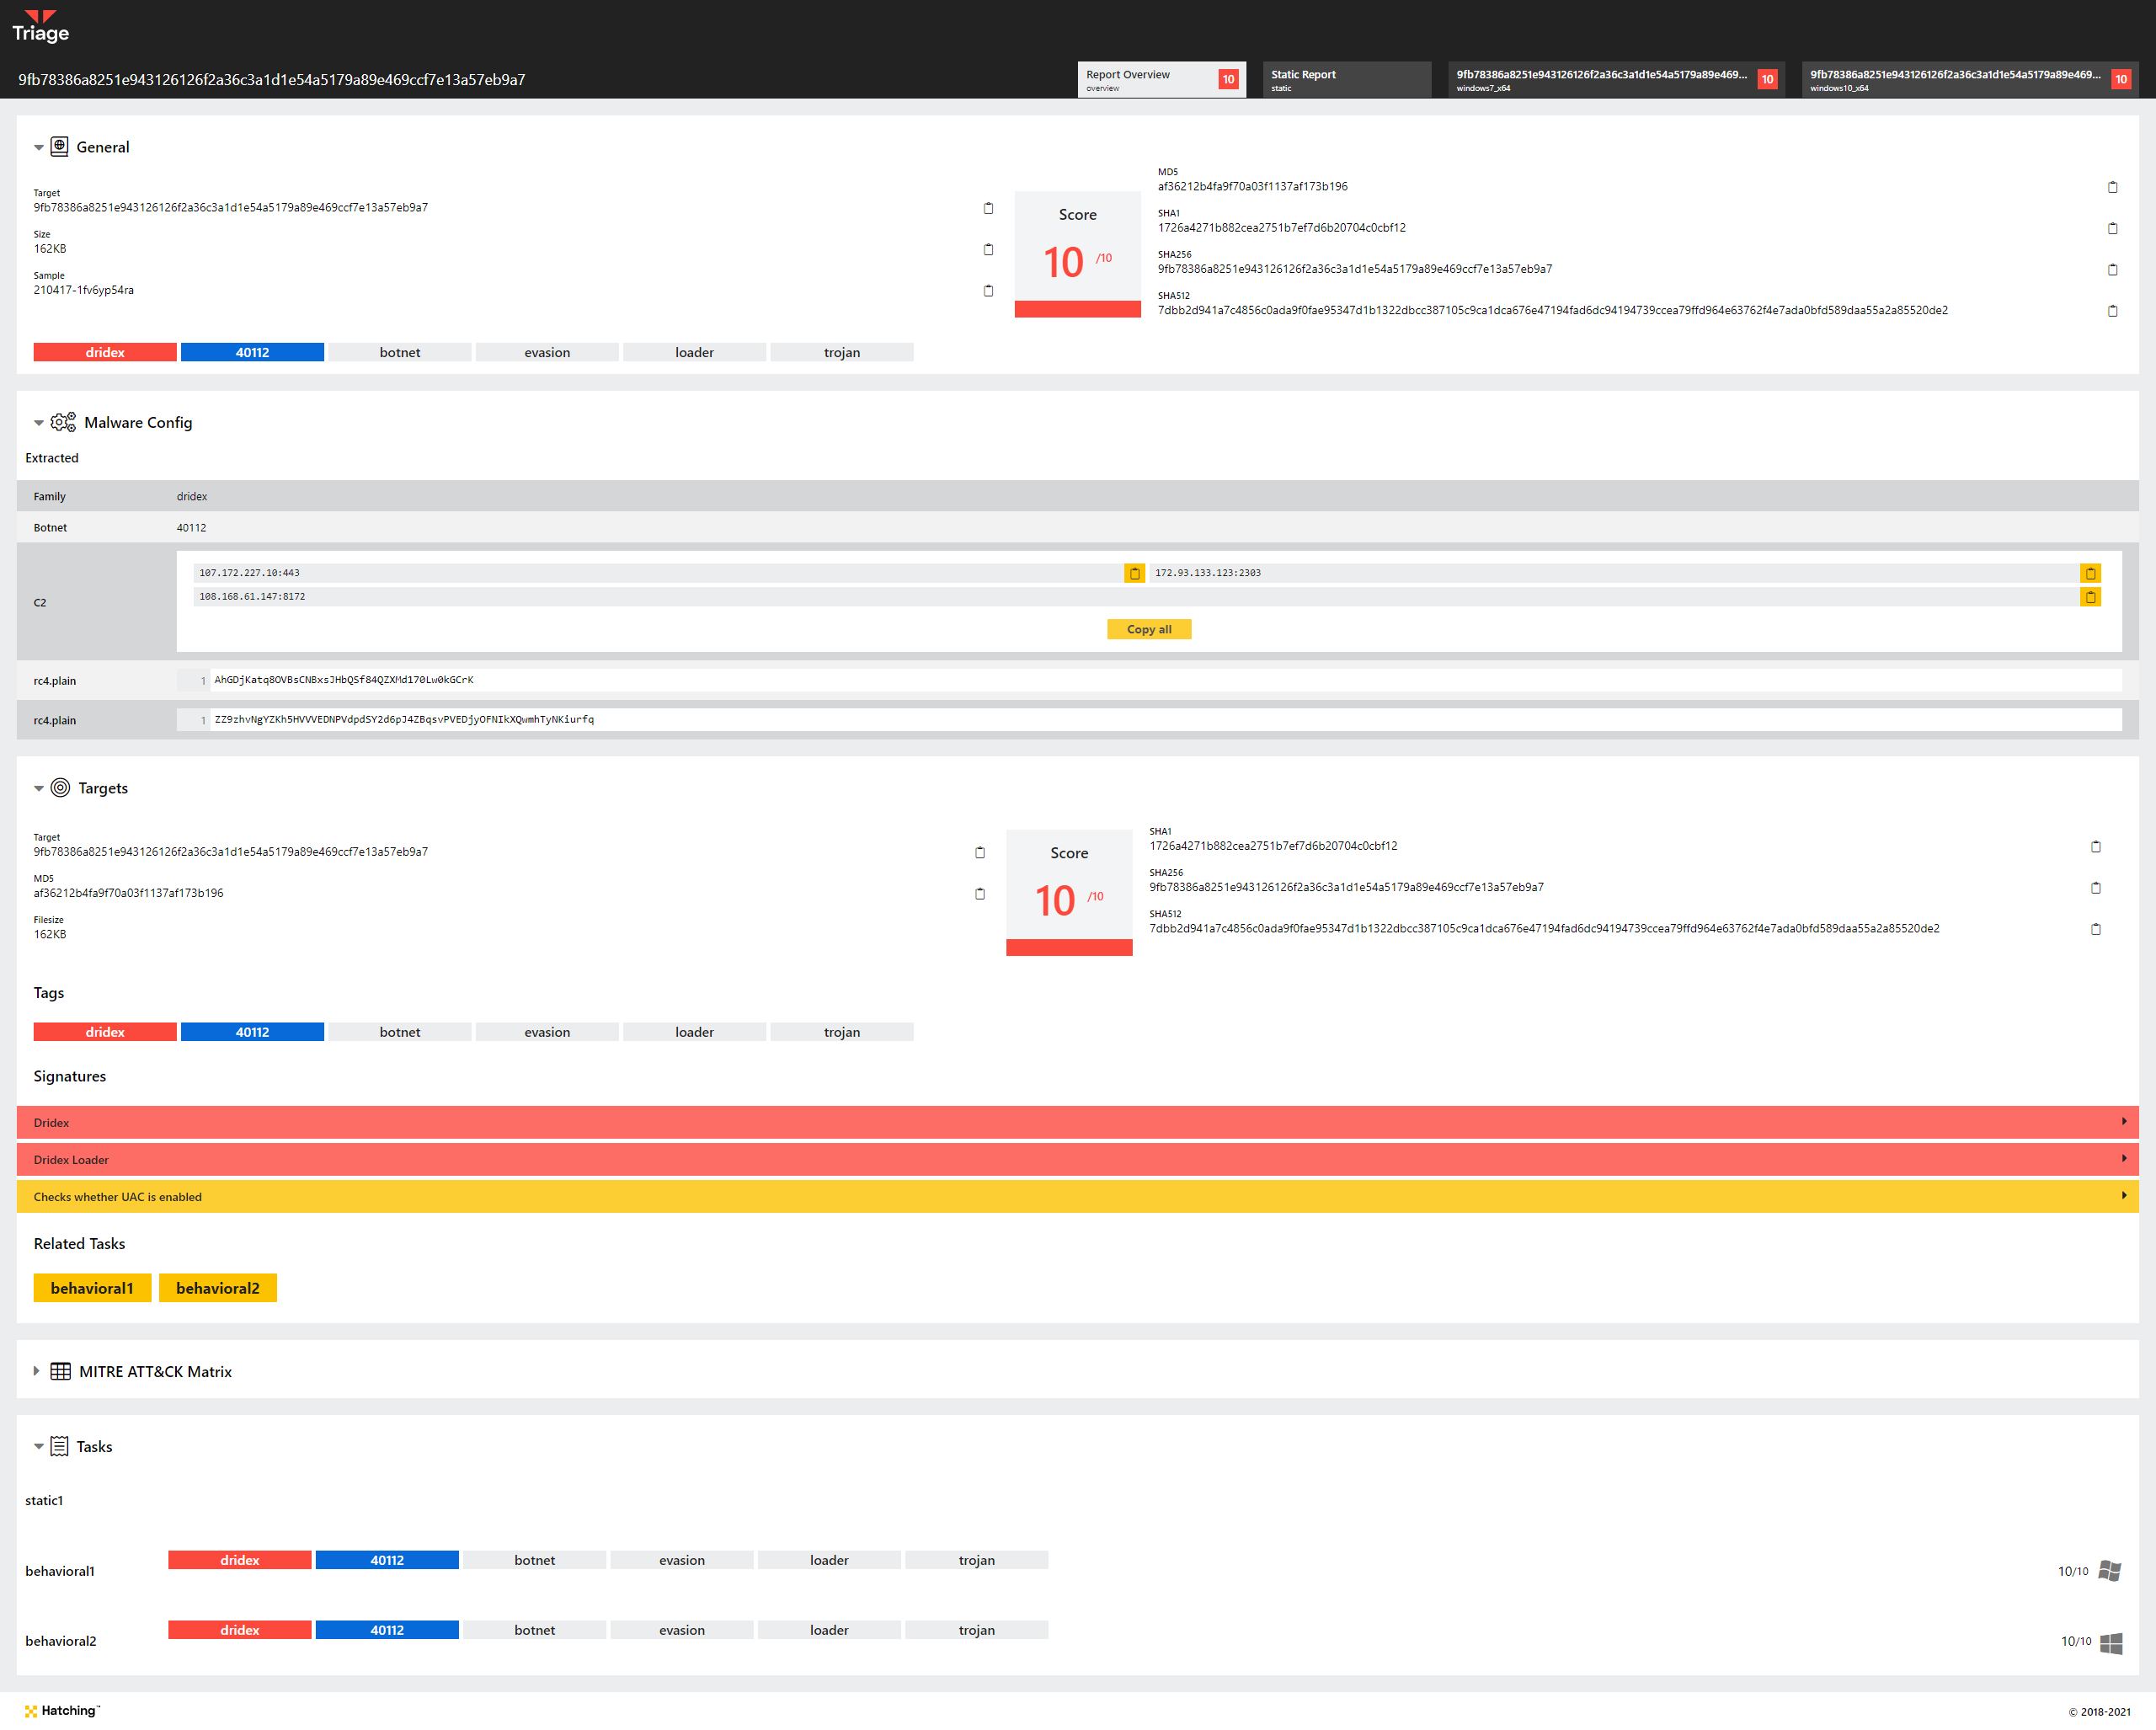 Triage
9fb78386a8251e943126126f2a36c3a1d1e54a5179a89e469ccf7e13a57eb9a7
Report Overview
overview
10
Static Report
static
9fb78386a8251e943126126f2a36c3a1d1e54a5179a89e469...
windows7_x64
10
9fb78386a8251e943126126f2a36c3a1d1e54a5179a89e469...
windows10_x64
10
General
Target
9fb78386a8251e943126126f2a36c3a1d1e54a5179a89e469ccf7e13a57eb9a7
Size
162KB
Sample
210417-1fv6yp54ra
Score
10 /10
MD5
af36212b4fa9f70a03f1137af173b196
SHA1
1726a4271b882cea2751b7ef7d6b20704c0cbf12
SHA256
9fb78386a8251e943126126f2a36c3a1d1e54a5179a89e469ccf7e13a57eb9a7
SHA512
7dbb2d941a7c4856c0ada9f0fae95347d1b1322dbcc387105c9ca1dca676e47194fad6dc94194739ccea79ffd964e63762f4e7ada0bfd589daa55a2a85520de2
dridex 40112 botnet evasion loader trojan
Malware Config
Extracted
Family dridex
Botnet 40112
C2
107.172.227.10:443 172.93.133.123:2303
108.168.61.147:8172
Copy all
rc4.plain 1 AhGDjKatq8OVBsCNBxsJHbQSf84QZXMd170Lw0kGCrK
rc4.plain 1 ZZ9zhvNgYZKh5HVVVEDNPVdpdSY2d6pJ4ZBqsvPVEDjyOFNIkXQwmhTyNKiurfq
Targets
Target
9fb78386a8251e943126126f2a36c3a1d1e54a5179a89e469ccf7e13a57eb9a7
MD5
af36212b4fa9f70a03f1137af173b196
Filesize
162KB
Score
10 /10
SHA1
1726a4271b882cea2751b7ef7d6b20704c0cbf12
SHA256
9fb78386a8251e943126126f2a36c3a1d1e54a5179a89e469ccf7e13a57eb9a7
SHA512
7dbb2d941a7c4856c0ada9f0fae95347d1b1322dbcc387105c9ca1dca676e47194fad6dc94194739ccea79ffd964e63762f4e7ada0bfd589daa55a2a85520de2
Tags
dridex 40112 botnet evasion loader trojan
Signatures
Dridex
Dridex Loader
Checks whether UAC is enabled
Related Tasks
behavioral1 behavioral2
MITRE ATT&CK Matrix
Tasks
static1
behavioral1 dridex 40112 botnet evasion loader trojan 10/10
behavioral2 dridex 40112 botnet evasion loader trojan 10/10
Hatching™
© 2018-2021